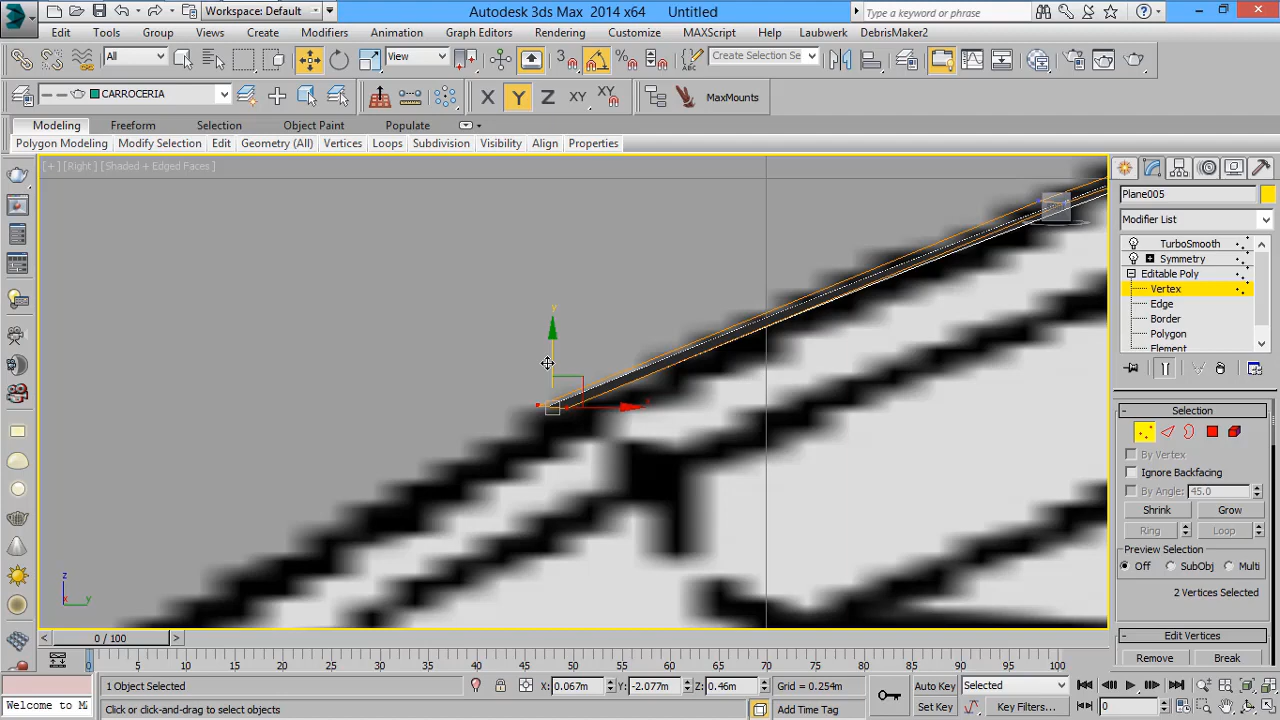 Workspace: Default
Autodesk 3ds Max 2014 x64 Untitled
Type a keyword or phrase
Edit Tools Group Views Create Modifiers Animation Graph Editors Rendering Customize MAXScript Help Laubwerk DebrisMaker2
All View 3 Create Selection Se
CARROCERIA X Y Z XY XY MaxMounts
Modeling Freeform Selection Object Paint Populate
Polygon Modeling Modify Selection Edit Geometry (All) Vertices Loops Subdivision Visibility Align Properties
[+] [Right] [Shaded + Edged Faces]
Plane005
Modifier List
TurboSmooth
Symmetry
Editable Poly
Vertex
Edge
Border
Polygon
Element
Selection
By Vertex
Ignore Backfacing
By Angle: 45.0
Shrink Grow
Ring Loop
Preview Selection
Off SubObj Multi
2 Vertices Selected
Edit Vertices
Remove Break
y
x
z
x y
0 / 100
0 5 10 15 20 25 30 35 40 45 50 55 60 65 70 75 80 85 90 95 100
1 Object Selected X: 0.067m Y: -2.077m Z: 0.46m Grid = 0.254m Auto Key Selected
Welcome to M Click or click-and-drag to select objects Add Time Tag Set Key Key Filters... 0